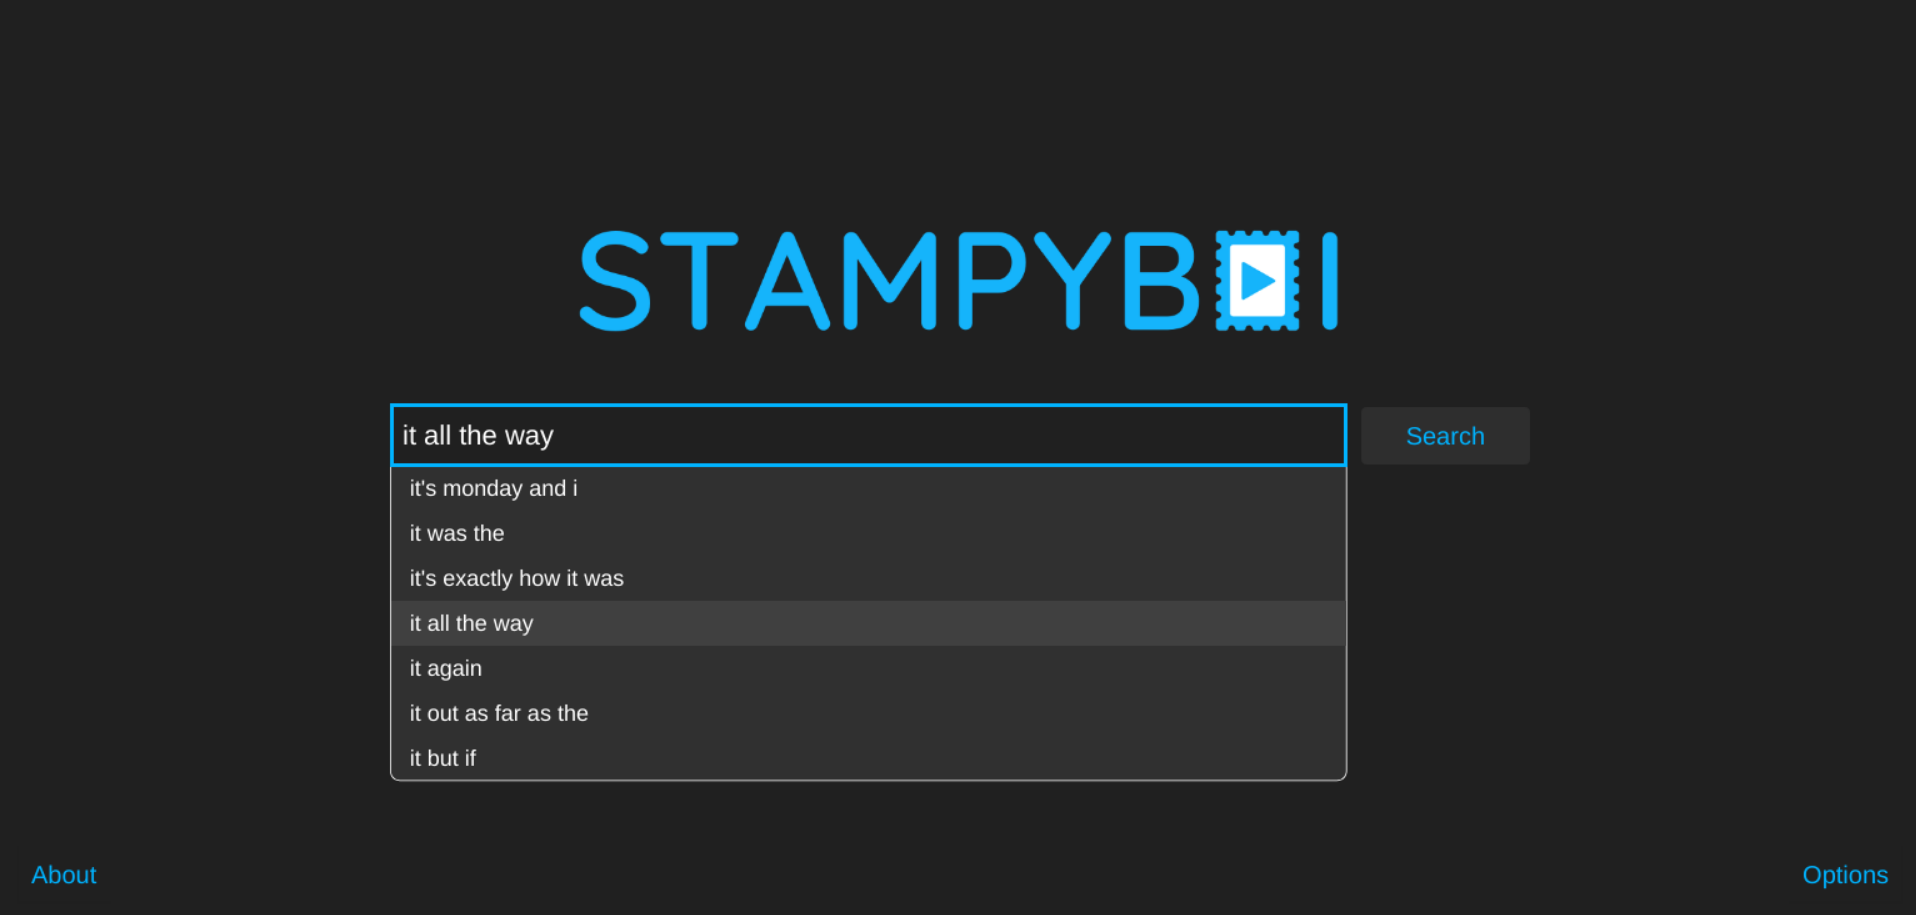 STAMPYBOI
it all the way
Search
it's monday and i
it was the
it's exactly how it was
it all the way
it again
it out as far as the
it but if
About
Options